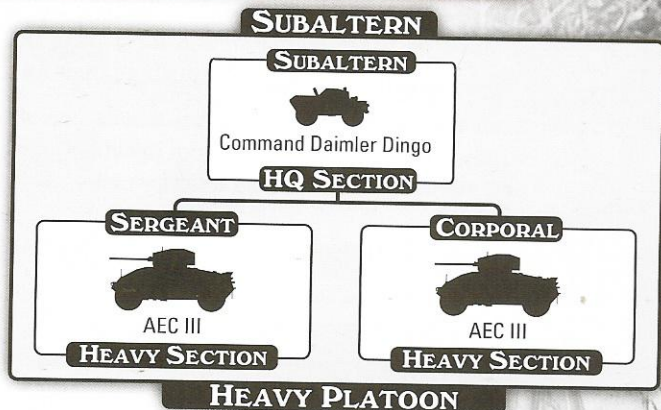 SUBALTERN
SUBALTERN
Command Daimler Dingo
HQ SECTION
SERGEANT
AEC III
HEAVY SECTION
CORPORAL
AEC III
HEAVY SECTION
HEAVY PLATOON